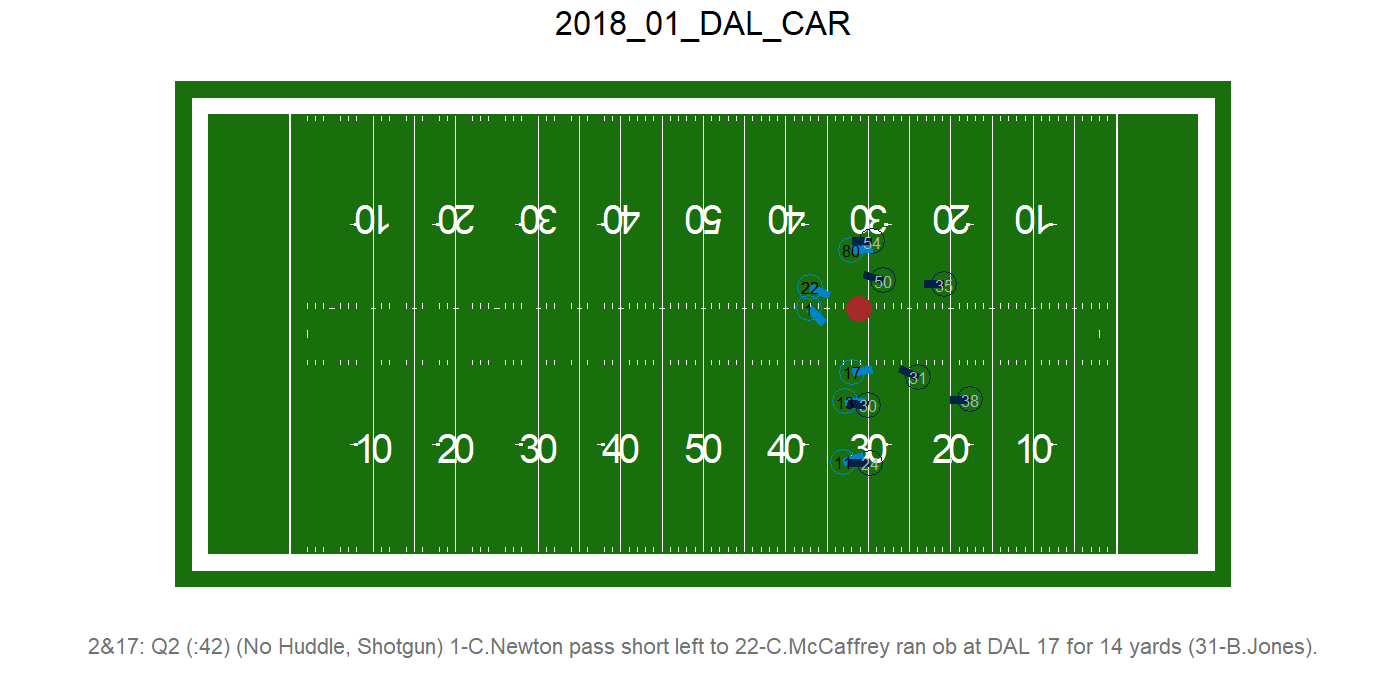 2018_01_DAL_CAR
10 20 30 40 50 40 30 20 10
54
80
50
22
35
1
17
31
30
38
11 24
10 20 30 40 50 40 30 20 10
2&17: Q2 (:42) (No Huddle, Shotgun) 1-C.Newton pass short left to 22-C.McCaffrey ran ob at DAL 17 for 14 yards (31-B.Jones).